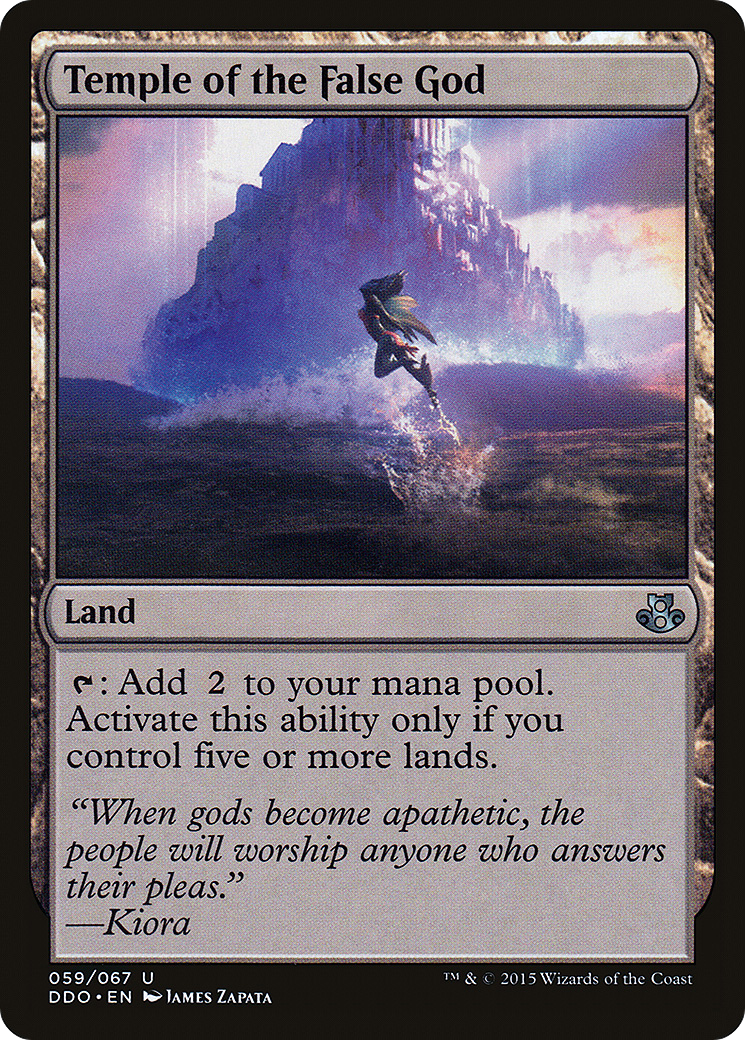 Temple of the False God
Land
: Add 2 to your mana pool.
Activate this ability only if you
control five or more lands.
“When gods become apathetic, the
people will worship anyone who answers
their pleas.”
—Kiora
059/067 U
™ & © 2015 Wizards of the Coast
DDO • EN James Zapata